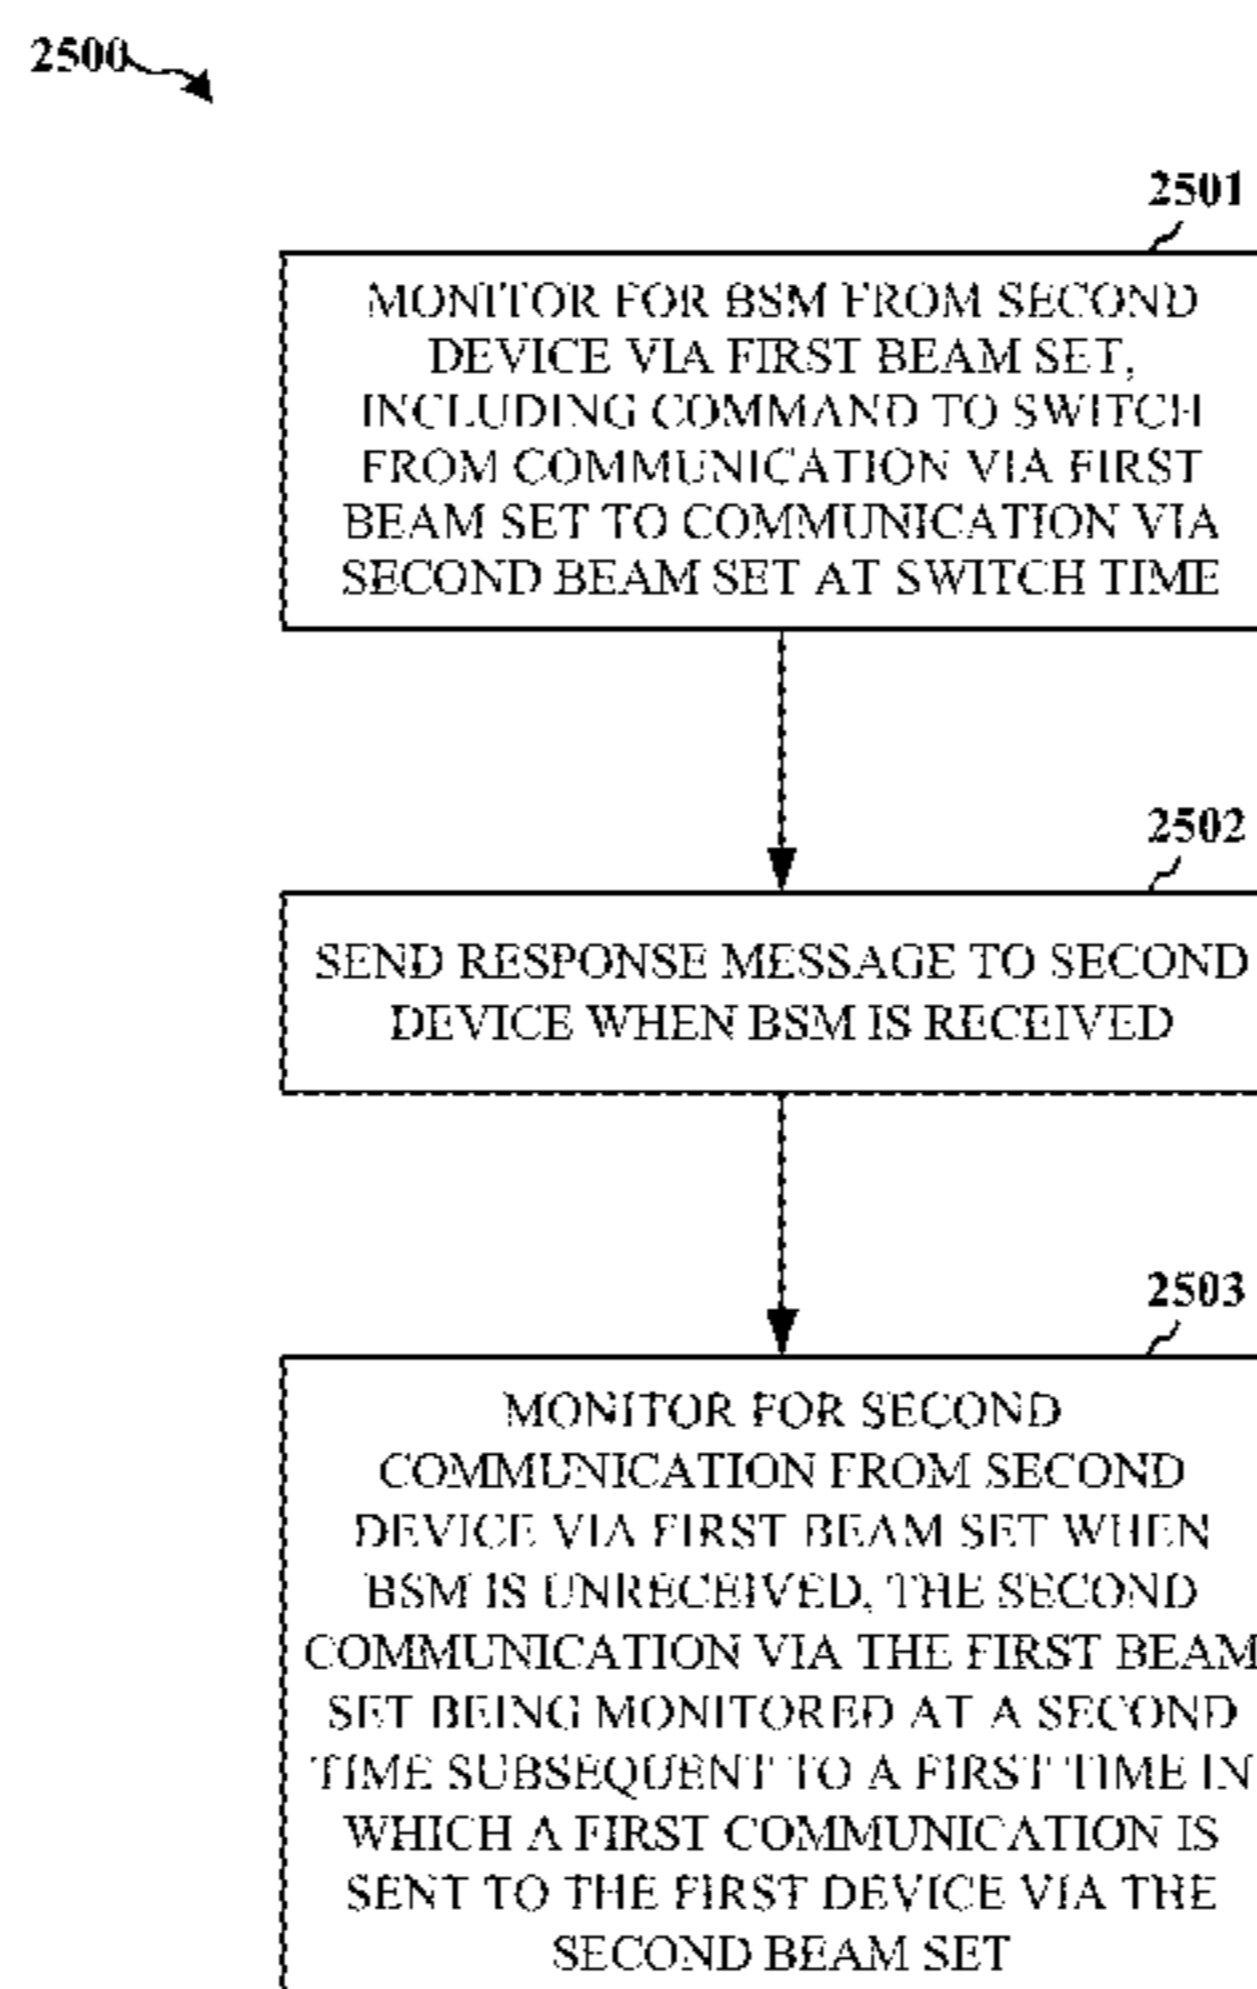 2500
2501
MONITOR FOR BSM FROM SECOND
DEVICE VIA FIRST BEAM SET,
INCLUDING COMMAND TO SWITCH
FROM COMMUNICATION VIA FIRST
BEAM SET TO COMMUNICATION VIA
SECOND BEAM SET AT SWITCH TIME
2502
SEND RESPONSE MESSAGE TO SECOND
DEVICE WHEN BSM IS RECEIVED
2503
MONITOR FOR SECOND
COMMUNICATION FROM SECOND
DEVICE VIA FIRST BEAM SET WHEN
BSM IS UNRECEIVED, THE SECOND
COMMUNICATION VIA THE FIRST BEAM
SET BEING MONITORED AT A SECOND
TIME SUBSEQUENT TO A FIRST TIME IN
WHICH A FIRST COMMUNICATION IS
SENT TO THE FIRST DEVICE VIA THE
SECOND BEAM SET